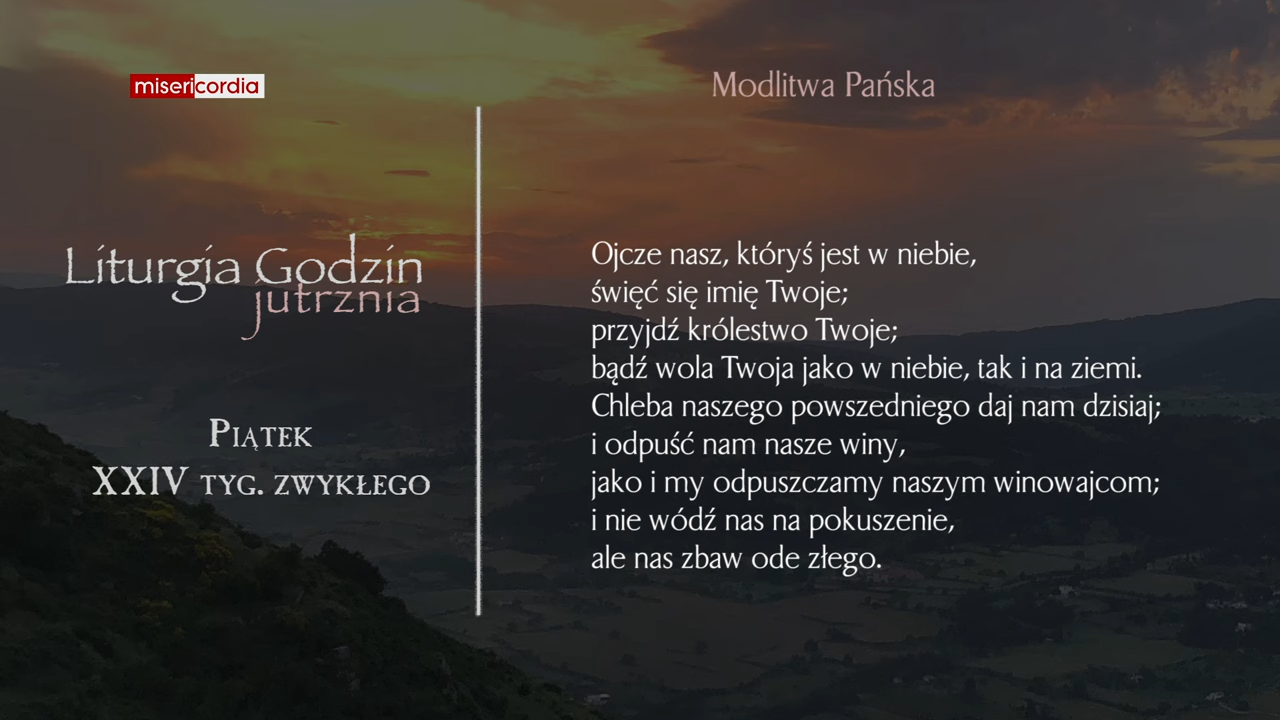 misericordia
Liturgia Godzin
jutrznia
Piątek
XXIV tyg. zwykłego
Modlitwa Pańska
Ojcze nasz, któryś jest w niebie,
święć się imię Twoje;
przyjdź królestwo Twoje;
bądź wola Twoja jako w niebie, tak i na ziemi.
Chleba naszego powszedniego daj nam dzisiaj;
i odpuść nam nasze winy,
jako i my odpuszczamy naszym winowajcom;
i nie wódź nas na pokuszenie,
ale nas zbaw ode złego.